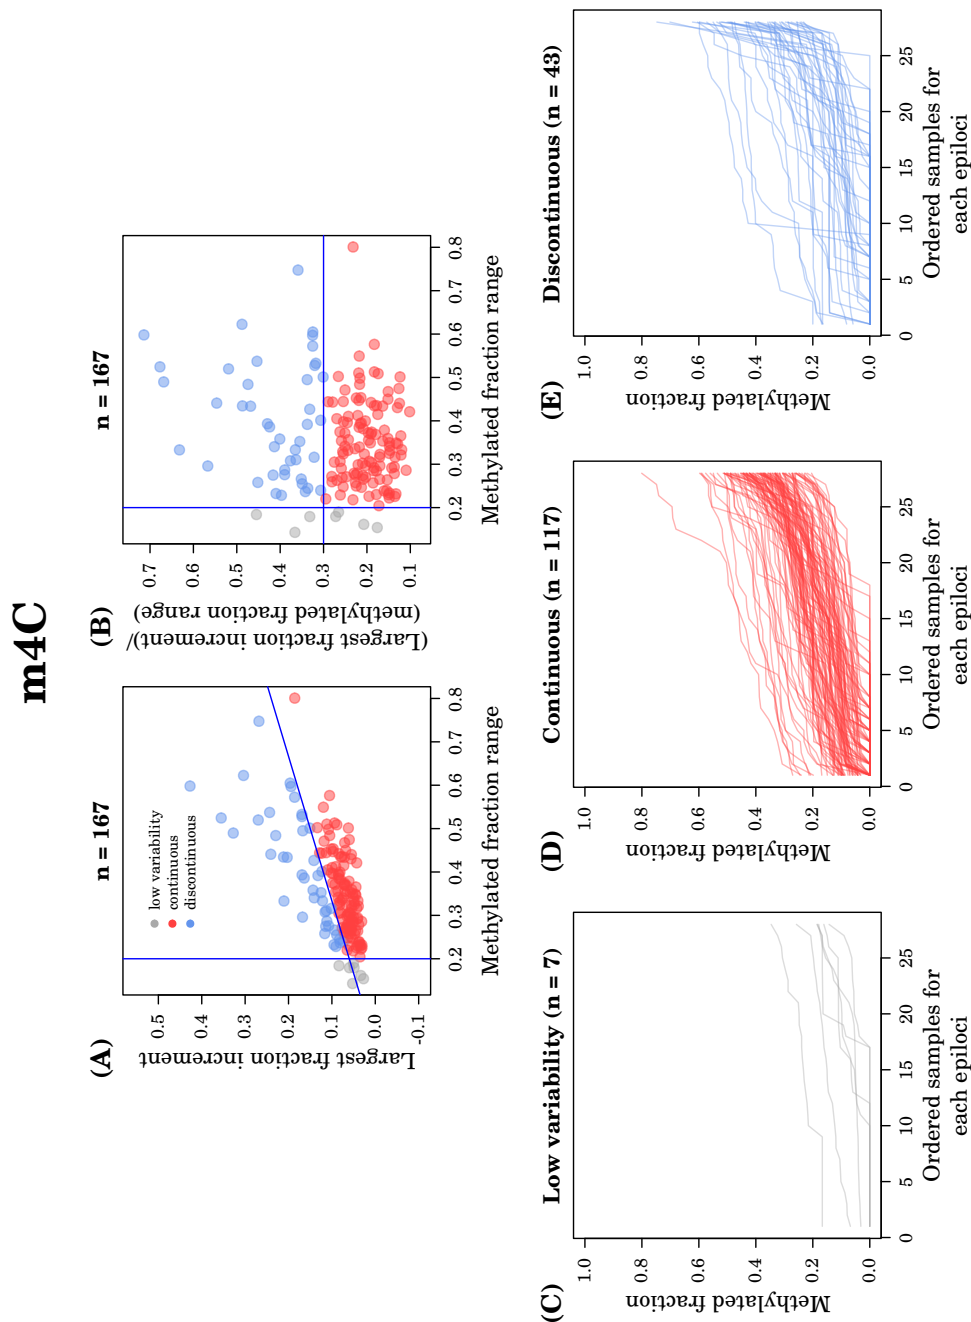 m4C
(A)
n = 167
Largest fraction increment
0.5
0.4
0.3
0.2
0.1
0.0
-0.1
low variability
continuous
discontinuous
0.2
0.3
0.4
0.5
0.6
0.7
0.8
Methylated fraction range
(B)
n = 167
(Largest fraction increment)/
(methylated fraction range)
0.7
0.6
0.5
0.4
0.3
0.2
0.1
0.2
0.3
0.4
0.5
0.6
0.7
0.8
Methylated fraction range
(C)
Low variability (n = 7)
Methylated fraction
1.0
0.8
0.6
0.4
0.2
0.0
0
5
10
15
20
25
Ordered samples for
each epiloci
(D)
Continuous (n = 117)
Methylated fraction
1.0
0.8
0.6
0.4
0.2
0.0
0
5
10
15
20
25
Ordered samples for
each epiloci
(E)
Discontinuous (n = 43)
Methylated fraction
1.0
0.8
0.6
0.4
0.2
0.0
0
5
10
15
20
25
Ordered samples for
each epiloci